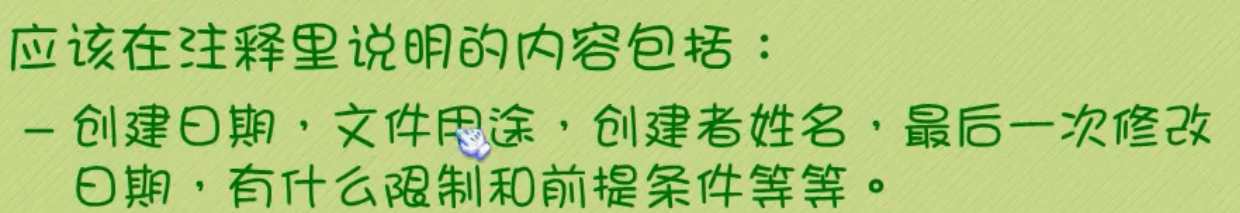 应该在注释里说明的内容包括：
– 创建日期，文件用途，创建者姓名，最后一次修改
日期，有什么限制和前提条件等等。